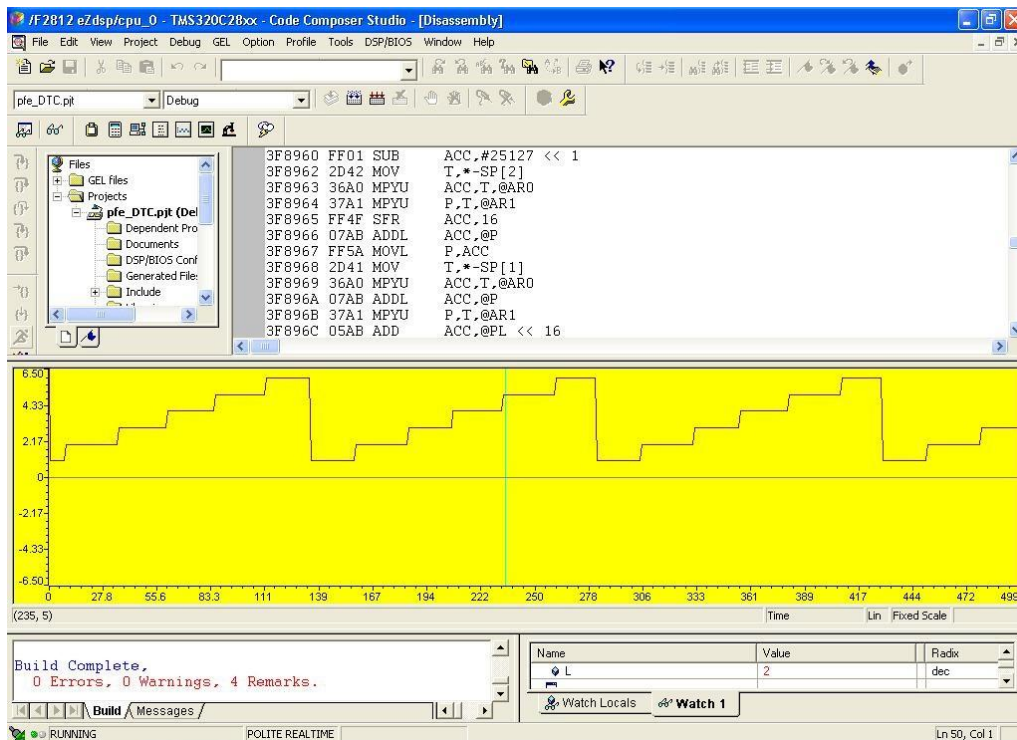 /F2812 eZdsp/cpu_0 - TMS320C28xx - Code Composer Studio - [Disassembly]
File Edit View Project Debug GEL Option Profile Tools DSP/BIOS Window Help
pfe_DTC.pjt Debug
Files
GEL files
Projects
pfe_DTC.pjt (Del
Dependent Pro
Documents
DSP/BIOS Conf
Generated File:
Include
3F8960 FF01 SUB ACC,#25127 << 1
3F8962 2D42 MOV T,*-SP[2]
3F8963 36A0 MPYU ACC,T,@AR0
3F8964 37A1 MPYU P,T,@AR1
3F8965 FF4F SFR ACC,16
3F8966 07AB ADDL ACC,@P
3F8967 FF5A MOVL P,ACC
3F8968 2D41 MOV T,*-SP[1]
3F8969 36A0 MPYU ACC,T,@AR0
3F896A 07AB ADDL ACC,@P
3F896B 37A1 MPYU P,T,@AR1
3F896C 05AB ADD ACC,@PL << 16
6.50
4.33
2.17
0
-2.17
-4.33
-6.50
0 27.8 55.6 83.3 111 139 167 194 222 250 278 306 333 361 389 417 444 472 499
(235, 5) Time Lin Fixed Scale
Build Complete,
0 Errors, 0 Warnings, 4 Remarks.
Build Messages
Name Value Radix
L 2 dec
Watch Locals Watch 1
RUNNING POLITE REALTIME Ln 50, Col 1